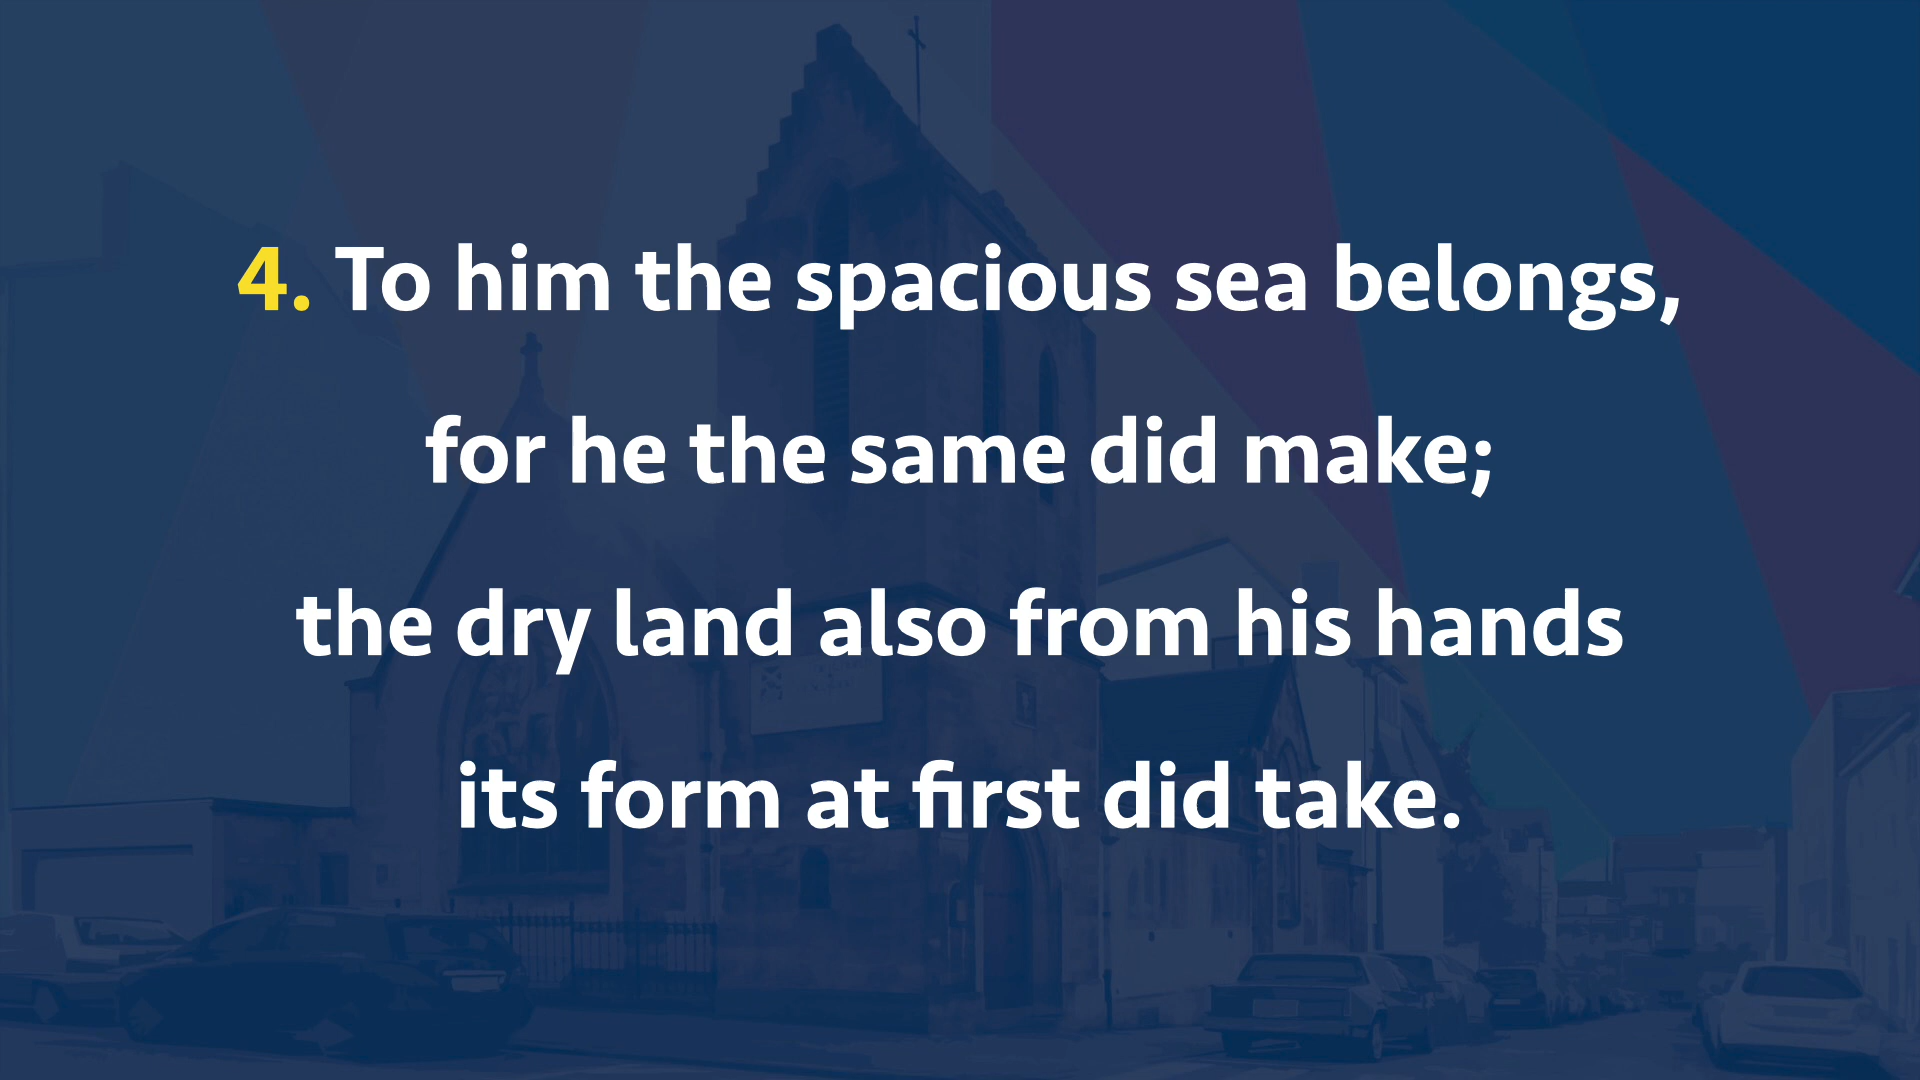 4. To him the spacious sea belongs,
for he the same did make;
the dry land also from his hands
its form at first did take.